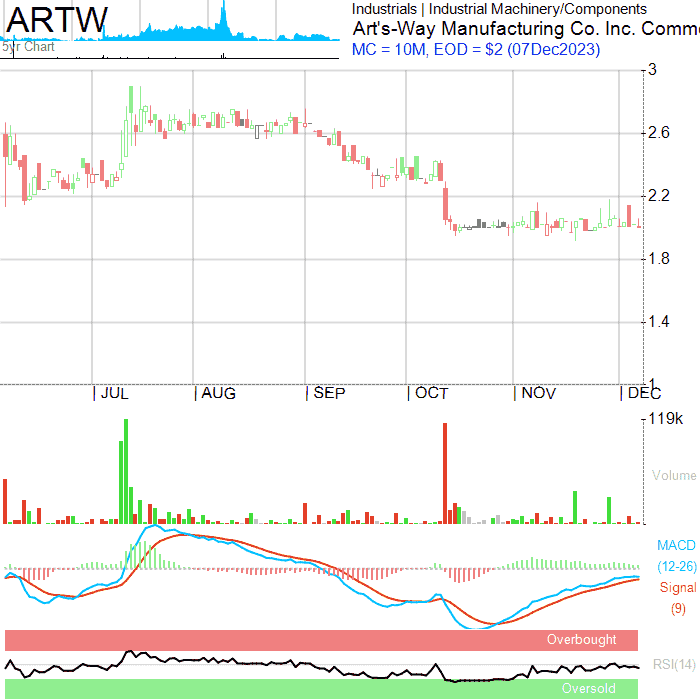 ARTW
5yr Chart
Industrials | Industrial Machinery/Components
Art's-Way Manufacturing Co. Inc. Comm
MC = 10M, EOD = $2 (07Dec2023)
3
2.6
2.2
1.8
1.4
1
JUL AUG SEP OCT NOV DEC
119k
Volume
MACD
(12-26)
Signal
(9)
Overbought
RSI(14)
Oversold